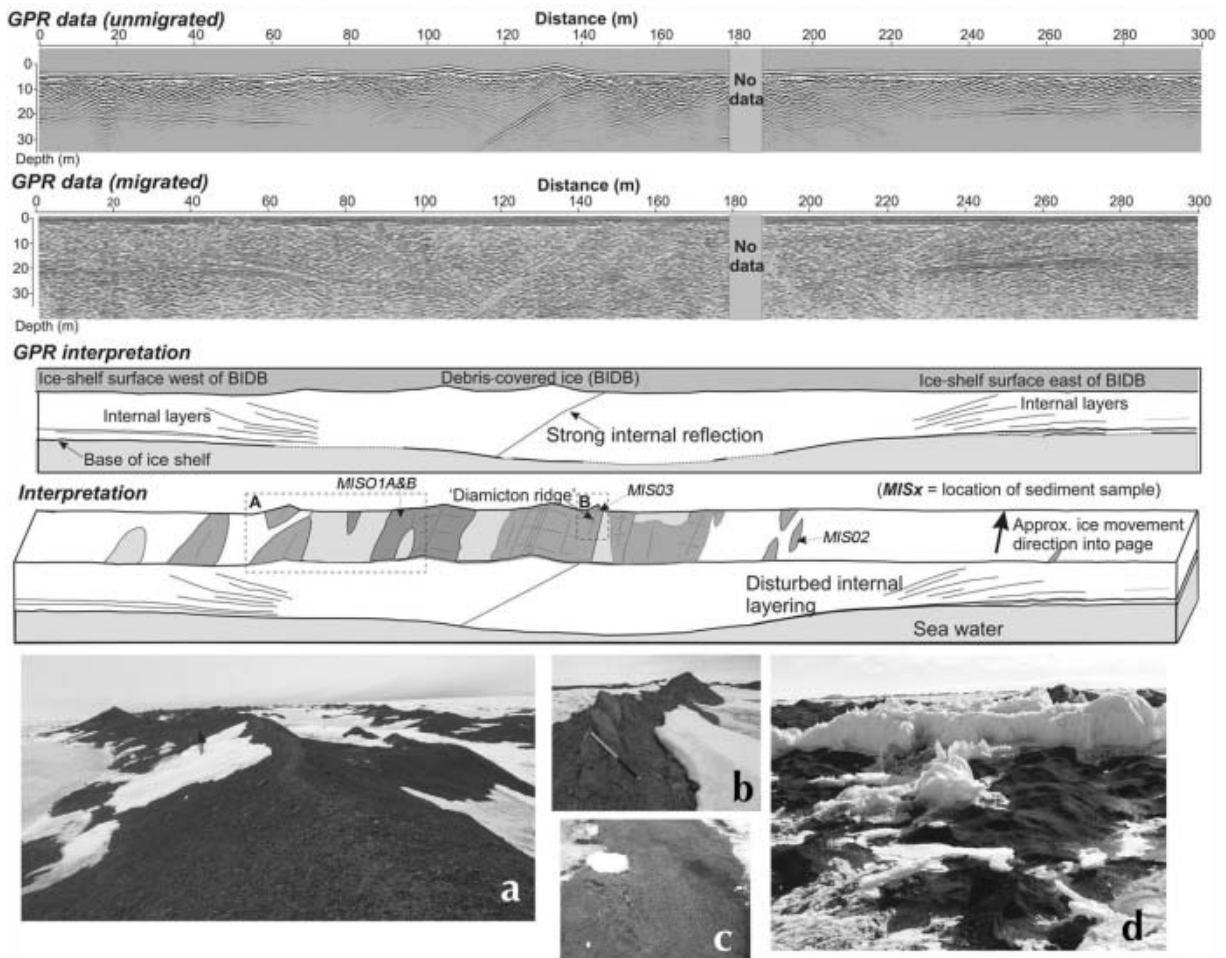 GPR data (unmigrated)
Distance (m)
0 20 40 60 80 100 120 140 160 180 200 220 240 260 280 300
0
10
20
30
No data
Depth (m)
GPR data (migrated)
Distance (m)
0 20 40 60 80 100 120 140 160 180 200 220 240 260 280 300
0
10
20
30
No data
Depth (m)
GPR interpretation
Ice-shelf surface west of BIDB
Debris-covered ice (BIDB)
Ice-shelf surface east of BIDB
Internal layers
Internal layers
Strong internal reflection
Base of ice shelf
Interpretation
MISO1A&B
'Diamicton ridge'
MIS03
(MISx = location of sediment sample)
A
B
MIS02
Approx. ice movement
direction into page
Disturbed internal
layering
Sea water
a
b
c
d